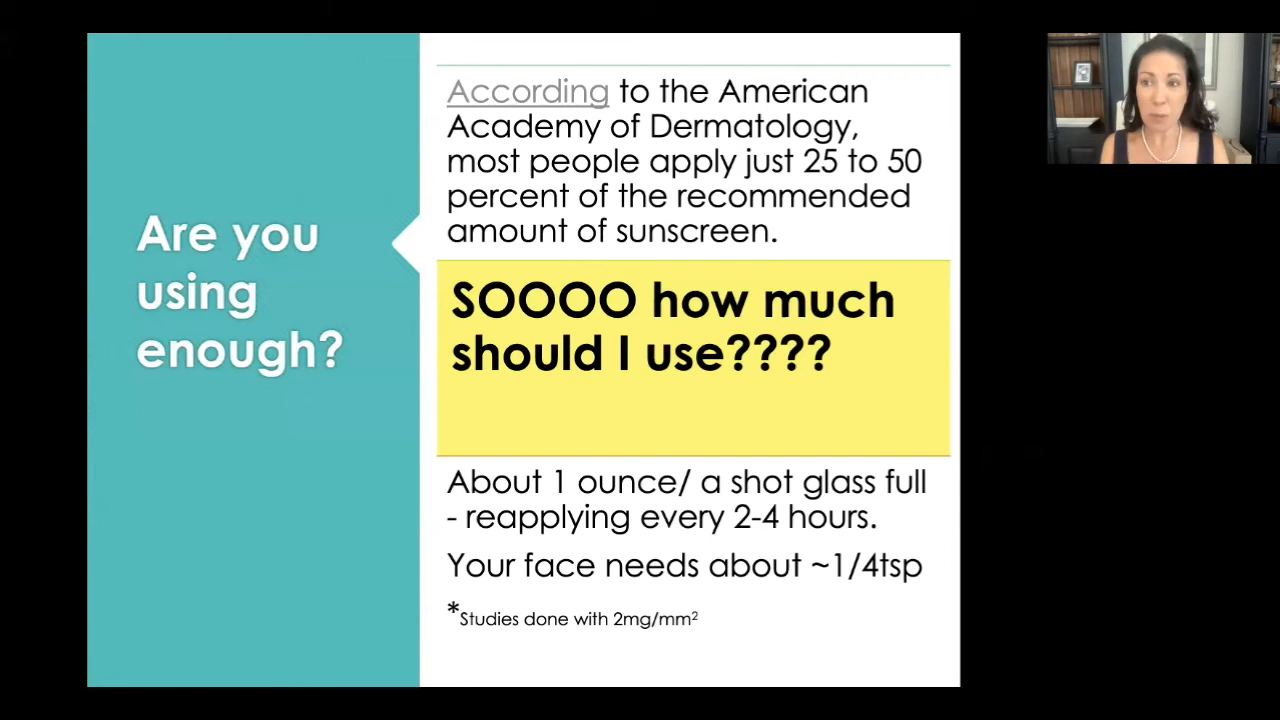 Are you
using
enough?
According to the American
Academy of Dermatology,
most people apply just 25 to 50
percent of the recommended
amount of sunscreen.
SOOOO how much
should I use????
About 1 ounce/ a shot glass full
- reapplying every 2-4 hours.
Your face needs about ~1/4tsp
*Studies done with 2mg/mm²